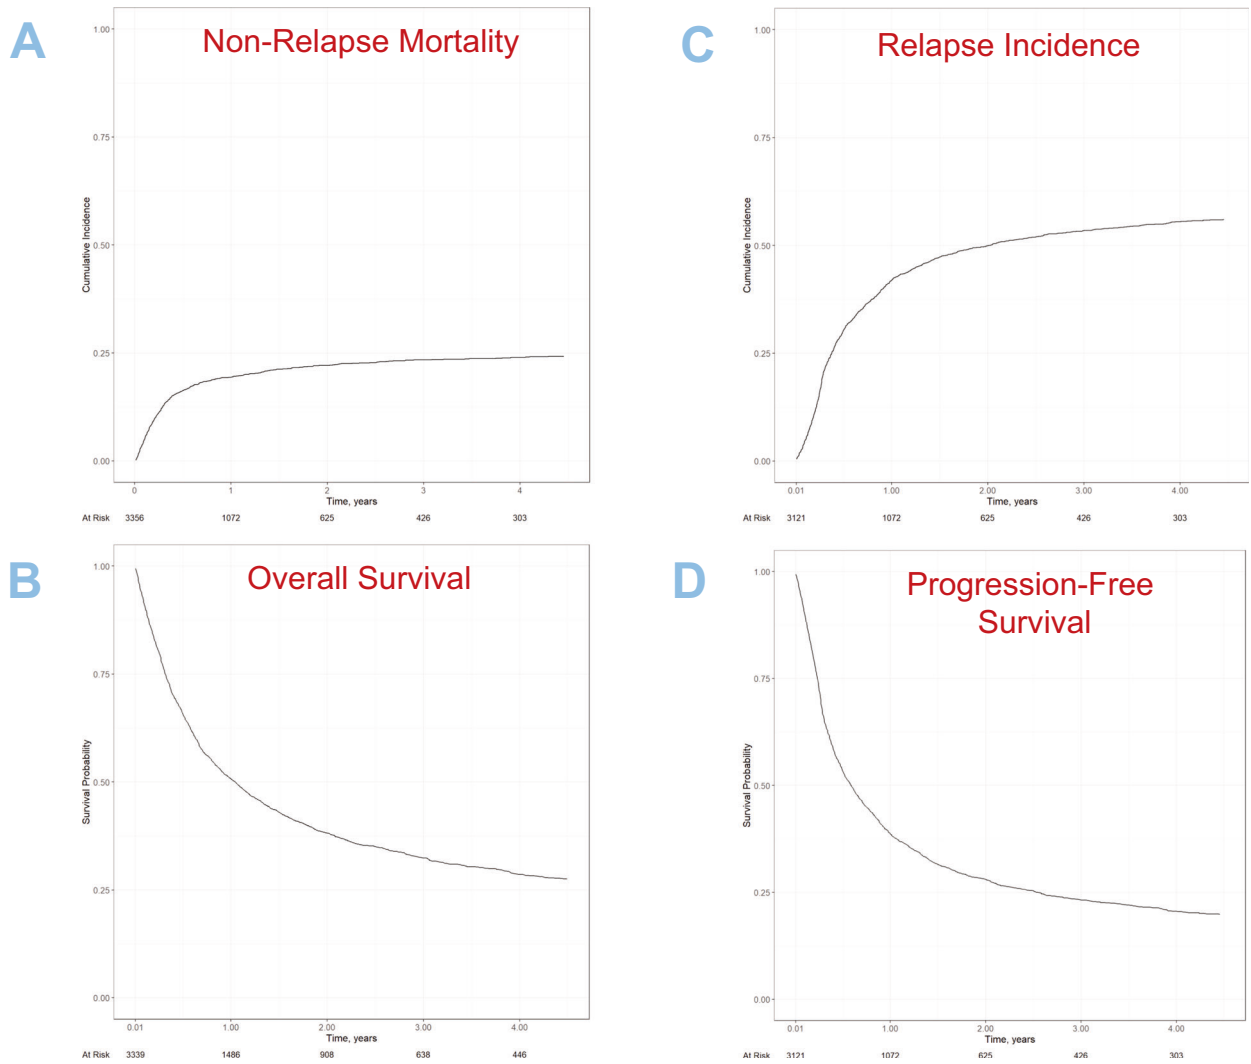 A
Non-Relapse Mortality
1.00
0.75
0.50
0.25
0.00
Cumulative Incidence
0 1 2 3 4
Time, years
At Risk 3356 1072 625 426 303
B
Overall Survival
1.00
0.75
0.50
0.25
0.00
Survival Probability
0.01 1.00 2.00 3.00 4.00
Time, years
At Risk 3339 1486 908 638 446
C
Relapse Incidence
1.00
0.75
0.50
0.25
0.00
Cumulative Incidence
0.01 1.00 2.00 3.00 4.00
Time, years
At Risk 3121 1072 625 426 303
D
Progression-Free
Survival
1.00
0.75
0.50
0.25
0.00
Survival Probability
0.01 1.00 2.00 3.00 4.00
Time, years
At Risk 3121 1072 625 426 303